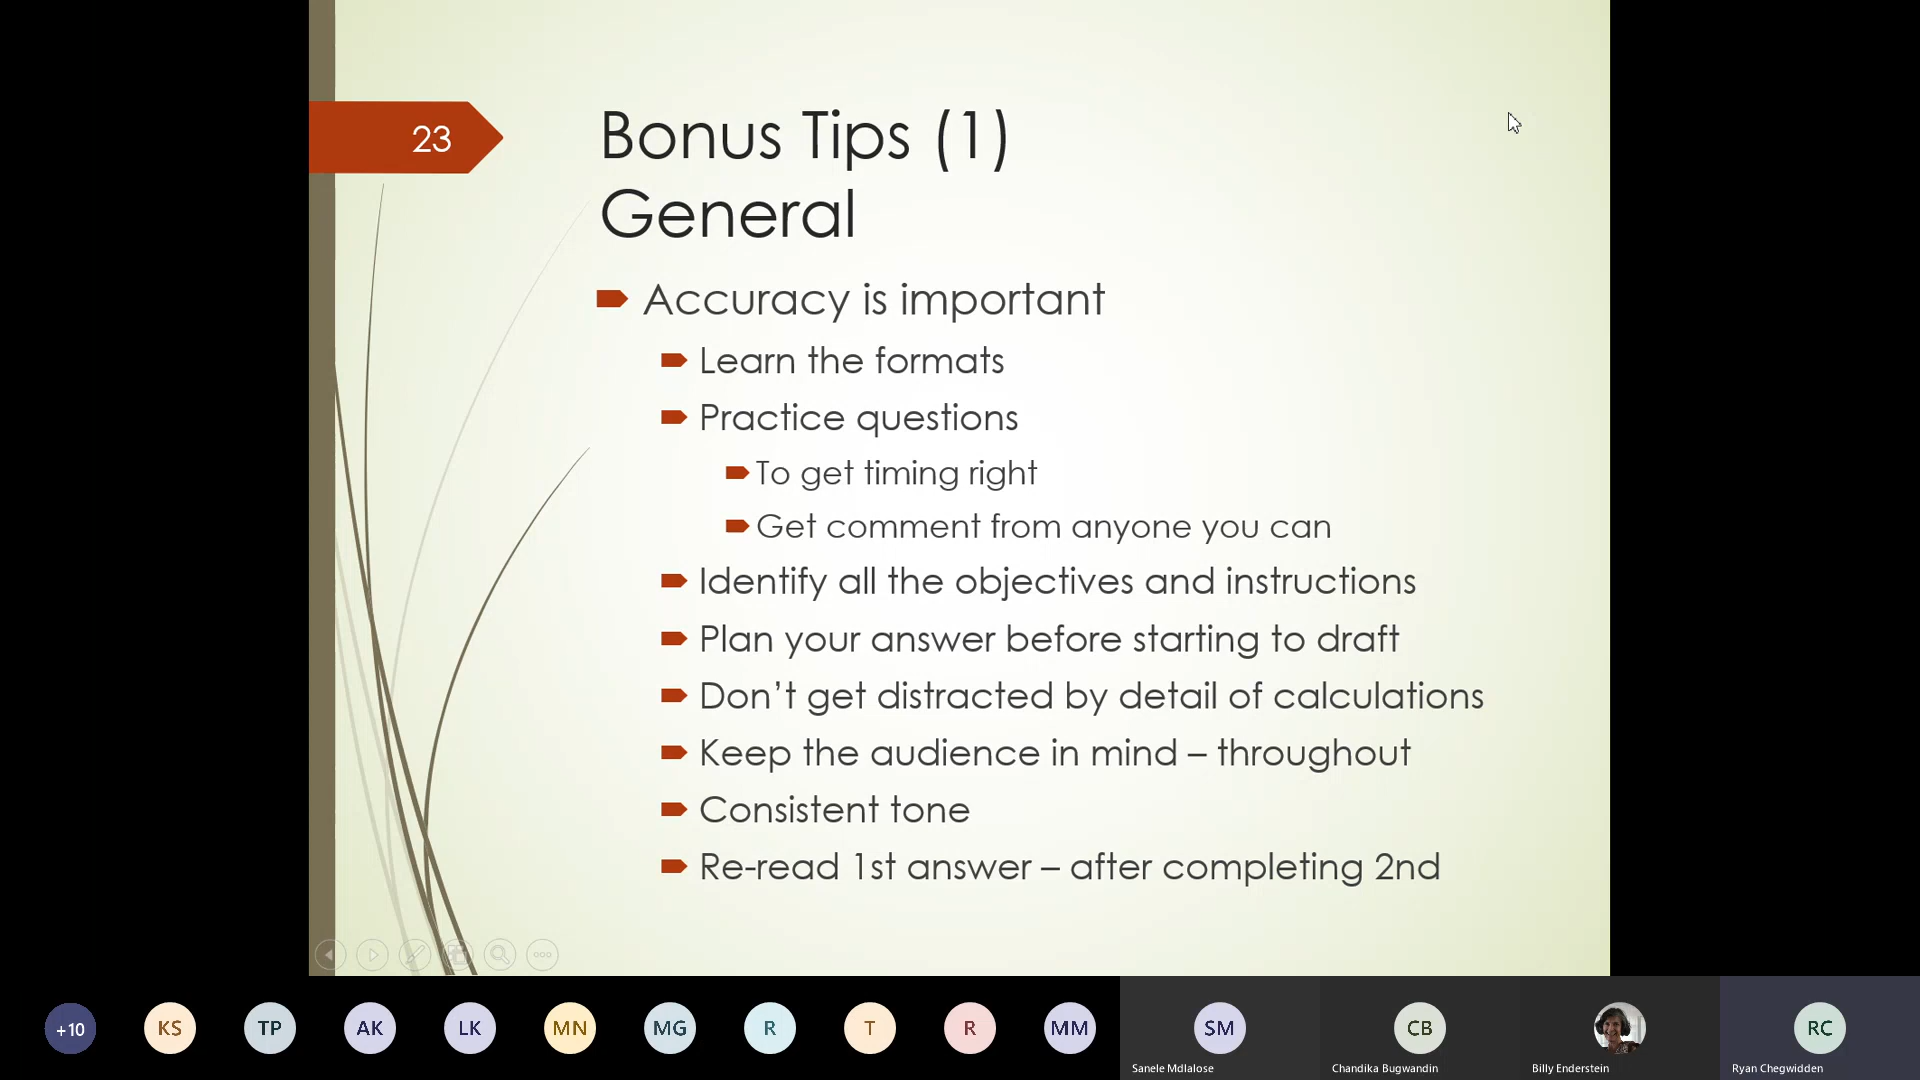 23
Bonus Tips (1)
General
Accuracy is important
Learn the formats
Practice questions
To get timing right
Get comment from anyone you can
Identify all the objectives and instructions
Plan your answer before starting to draft
Don’t get distracted by detail of calculations
Keep the audience in mind – throughout
Consistent tone
Re-read 1st answer – after completing 2nd
+10
KS
TP
AK
LK
MN
MG
R
T
R
MM
SM
CB
RC
Sanele Mdlalose
Chandika Bugwandin
Billy Enderstein
Ryan Chegwidden